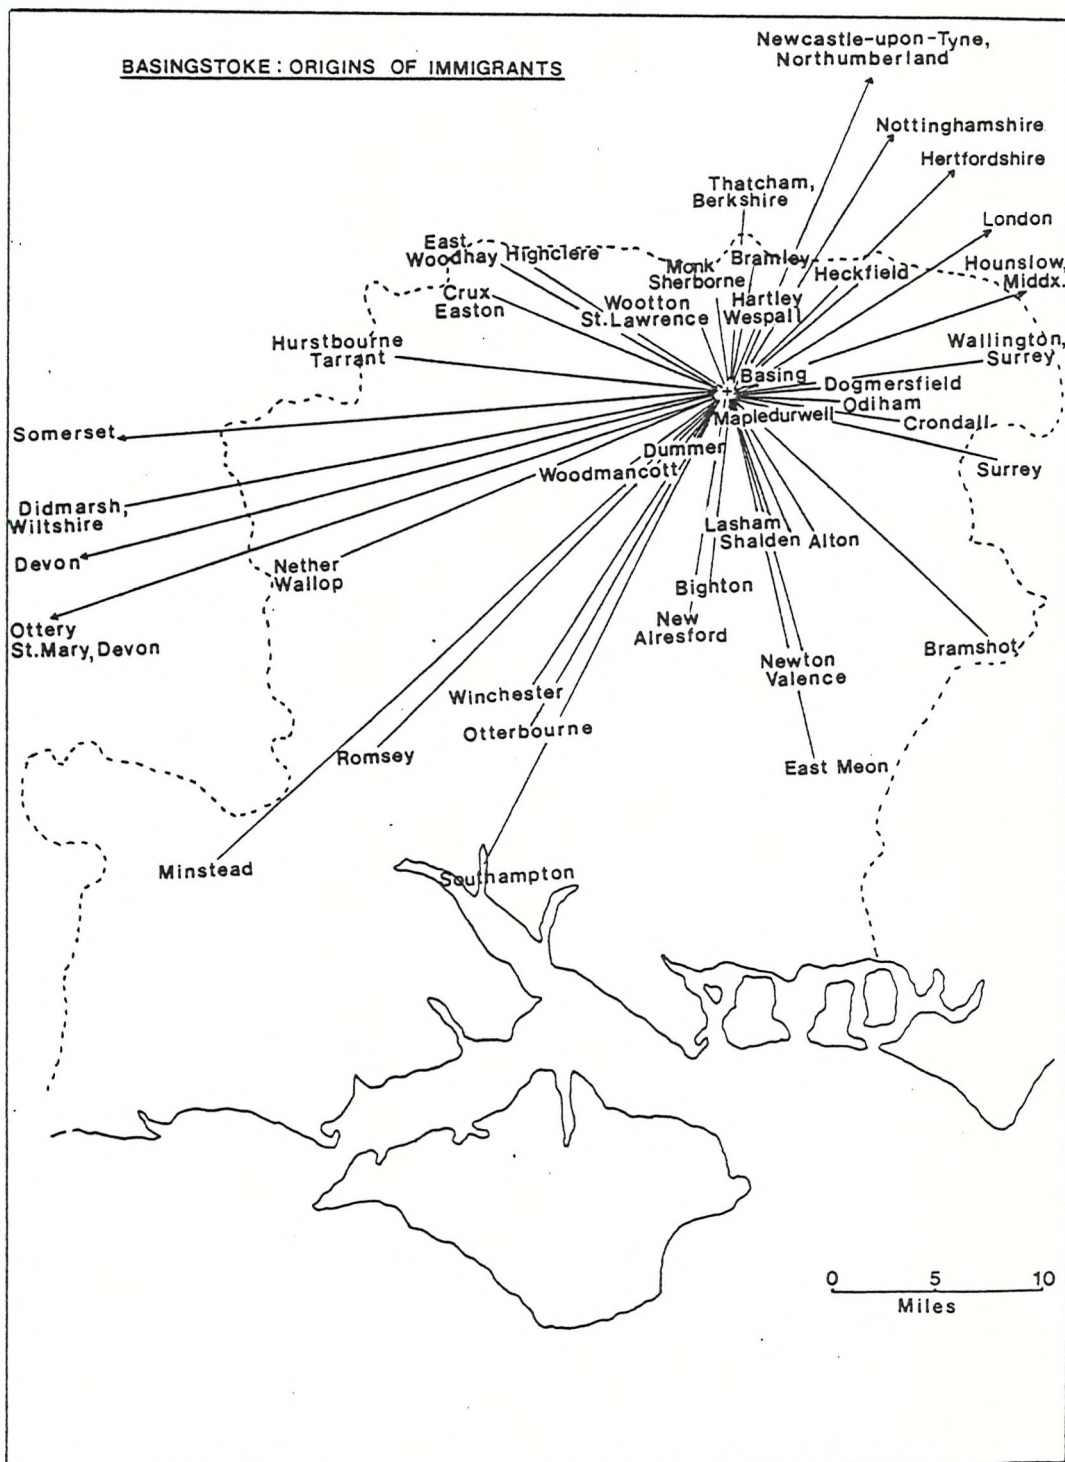 BASINGSTOKE: ORIGINS OF IMMIGRANTS
Newcastle-upon-Tyne,
Northumberland
Nottinghamshire
Hertfordshire
Thatcham,
Berkshire
London
East
Woodhay
Highclere
Bramley
Monk
Sherborne
Heckfield
Hounslow,
Middx.
Crux
Easton
Wootton
St.Lawrence
Hartley
Wespall
Hurstbourne
Tarrant
Wallington,
Surrey
Basing
Dogmersfield
Odiham
Mapledurwell
Crondall
Somerset
Dummer
Woodmancott
Surrey
Didmarsh,
Wiltshire
Lasham
Shalden
Alton
Devon
Nether
Wallop
Bighton
New
Alresford
Ottery
St.Mary, Devon
Bramshot
Newton
Valence
Winchester
Otterbourne
Romsey
East Meon
Minstead
Southampton
0 5 10
Miles